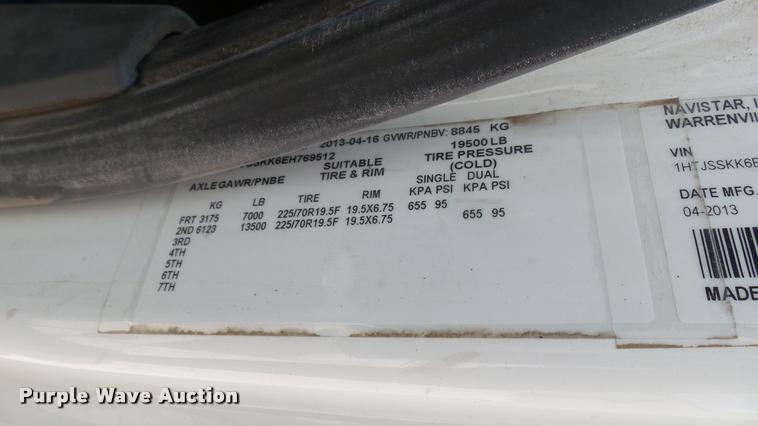 2013-04-16 GVWR/PNBV: 8845 KG
19500 LB
SKK6EH769512
AXLE GAWR/PNBE SUITABLE TIRE & RIM TIRE PRESSURE (COLD)
SINGLE DUAL
KG LB TIRE RIM KPA PSI KPA PSI
FRT 3175 7000 225/70R19.5F 19.5X6.75 655 95
2ND 6123 13500 225/70R19.5F 19.5X6.75 655 95
3RD
4TH
5TH
6TH
7TH
NAVISTAR,
WARRENVIL
VIN
1HTJSSKK6E
DATE MFG.
04-2013
MADE
Purple Wave Auction